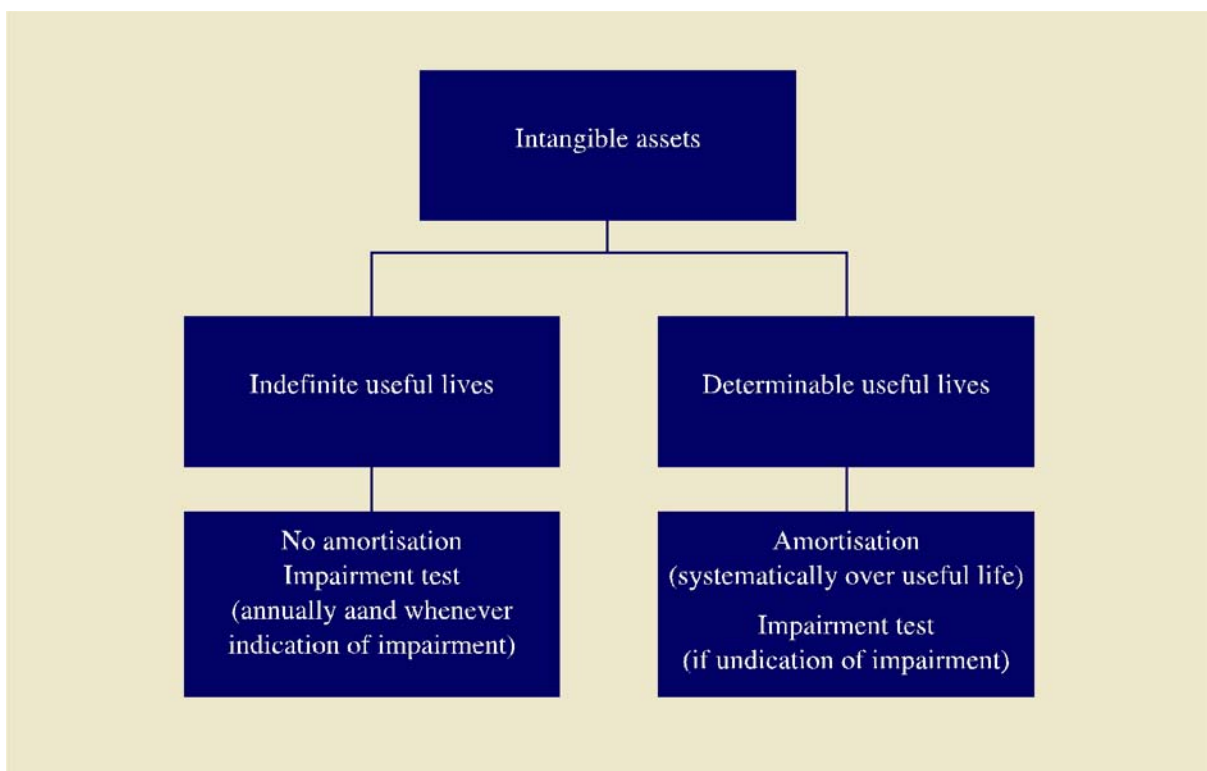 Intangible assets
Indefinite useful lives
Determinable useful lives
No amortisation
Impairment test
(annually aand whenever
indication of impairment)
Amortisation
(systematically over useful life)
Impairment test
(if undication of impairment)